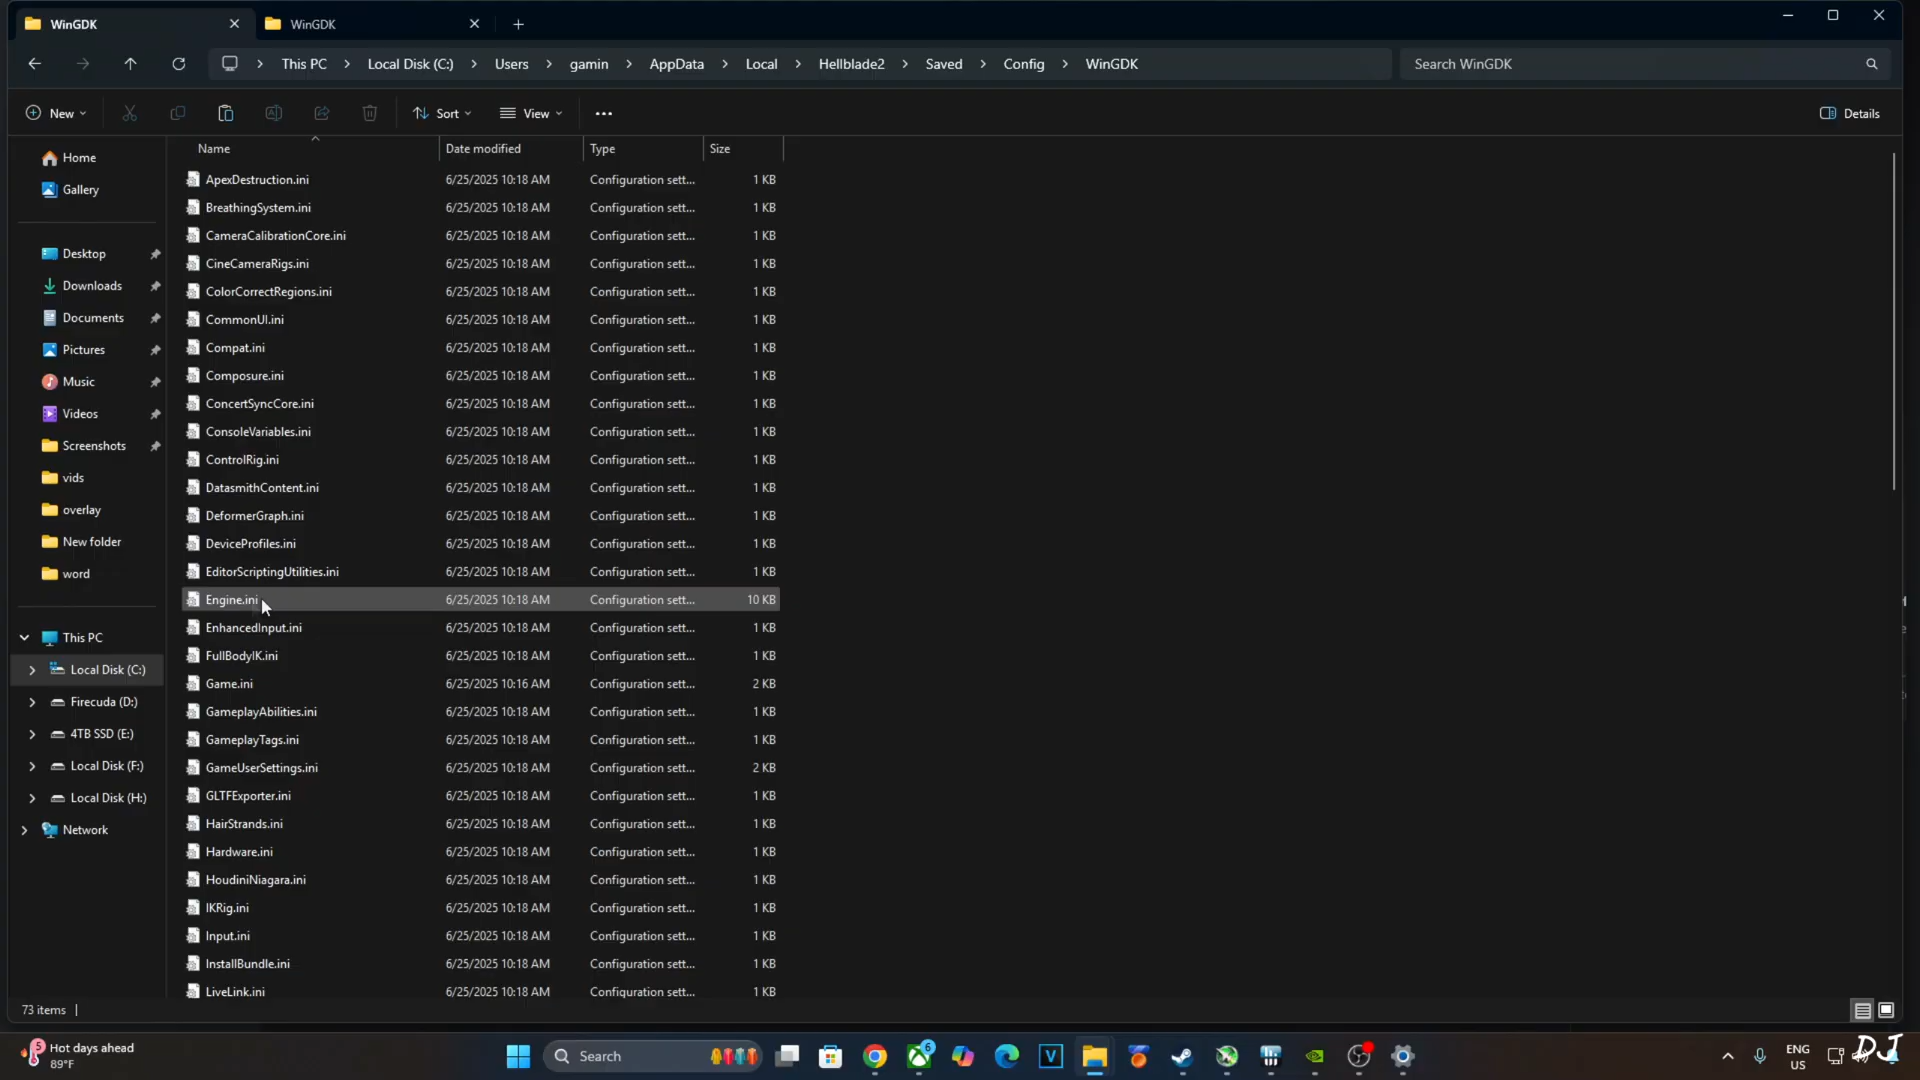 WinGDK
WinGDK
This PC > Local Disk (C:) > Users > gamin > AppData > Local > Hellblade2 > Saved > Config > WinGDK
Search WinGDK
New
Sort
View
Details
Name
Date modified
Type
Size
Home
Gallery
Desktop
Downloads
Documents
Pictures
Music
Videos
Screenshots
vids
overlay
New folder
word
This PC
Local Disk (C:)
Firecuda (D:)
4TB SSD (E:)
Local Disk (F:)
Local Disk (H:)
Network
ApexDestruction.ini 6/25/2025 10:18 AM Configuration sett... 1 KB
BreathingSystem.ini 6/25/2025 10:18 AM Configuration sett... 1 KB
CameraCalibrationCore.ini 6/25/2025 10:18 AM Configuration sett... 1 KB
CineCameraRigs.ini 6/25/2025 10:18 AM Configuration sett... 1 KB
ColorCorrectRegions.ini 6/25/2025 10:18 AM Configuration sett... 1 KB
CommonUI.ini 6/25/2025 10:18 AM Configuration sett... 1 KB
Compat.ini 6/25/2025 10:18 AM Configuration sett... 1 KB
Composure.ini 6/25/2025 10:18 AM Configuration sett... 1 KB
ConcertSyncCore.ini 6/25/2025 10:18 AM Configuration sett... 1 KB
ConsoleVariables.ini 6/25/2025 10:18 AM Configuration sett... 1 KB
ControlRig.ini 6/25/2025 10:18 AM Configuration sett... 1 KB
DatasmithContent.ini 6/25/2025 10:18 AM Configuration sett... 1 KB
DeformerGraph.ini 6/25/2025 10:18 AM Configuration sett... 1 KB
DeviceProfiles.ini 6/25/2025 10:18 AM Configuration sett... 1 KB
EditorScriptingUtilities.ini 6/25/2025 10:18 AM Configuration sett... 1 KB
Engine.ini 6/25/2025 10:18 AM Configuration sett... 10 KB
EnhancedInput.ini 6/25/2025 10:18 AM Configuration sett... 1 KB
FullBodyIK.ini 6/25/2025 10:18 AM Configuration sett... 1 KB
Game.ini 6/25/2025 10:16 AM Configuration sett... 2 KB
GameplayAbilities.ini 6/25/2025 10:18 AM Configuration sett... 1 KB
GameplayTags.ini 6/25/2025 10:18 AM Configuration sett... 1 KB
GameUserSettings.ini 6/25/2025 10:18 AM Configuration sett... 2 KB
GLTFExporter.ini 6/25/2025 10:18 AM Configuration sett... 1 KB
HairStrands.ini 6/25/2025 10:18 AM Configuration sett... 1 KB
Hardware.ini 6/25/2025 10:18 AM Configuration sett... 1 KB
HoudiniNiagara.ini 6/25/2025 10:18 AM Configuration sett... 1 KB
IKRig.ini 6/25/2025 10:18 AM Configuration sett... 1 KB
Input.ini 6/25/2025 10:18 AM Configuration sett... 1 KB
InstallBundle.ini 6/25/2025 10:18 AM Configuration sett... 1 KB
LiveLink.ini 6/25/2025 10:18 AM Configuration sett... 1 KB
73 items
5
Hot days ahead
89°F
Search
6
V
ENG
US
DJ